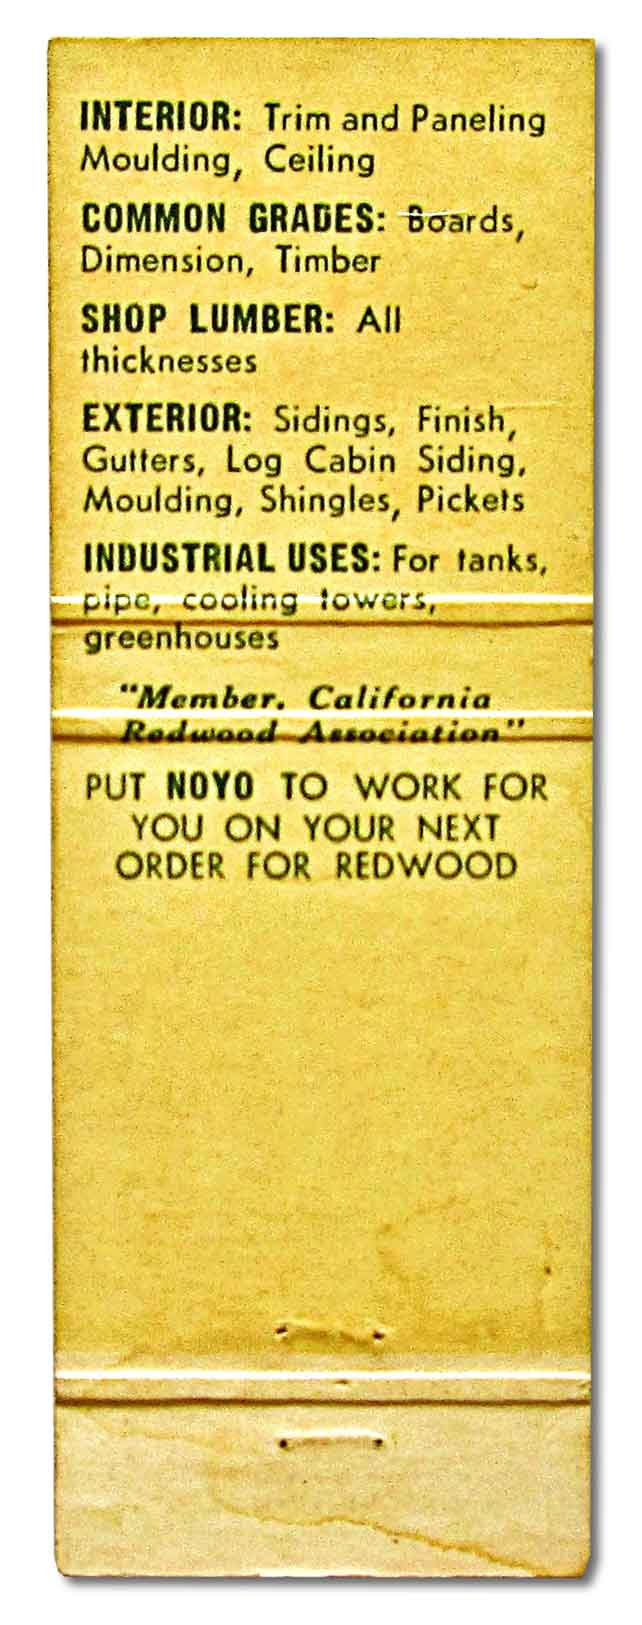 INTERIOR: Trim and Paneling
Moulding, Ceiling
COMMON GRADES: Boards,
Dimension, Timber
SHOP LUMBER: All
thicknesses
EXTERIOR: Sidings, Finish,
Gutters, Log Cabin Siding,
Moulding, Shingles, Pickets
INDUSTRIAL USES: For tanks,
pipe, cooling towers,
greenhouses
"Member, California
Redwood Association"
PUT NOYO TO WORK FOR
YOU ON YOUR NEXT
ORDER FOR REDWOOD